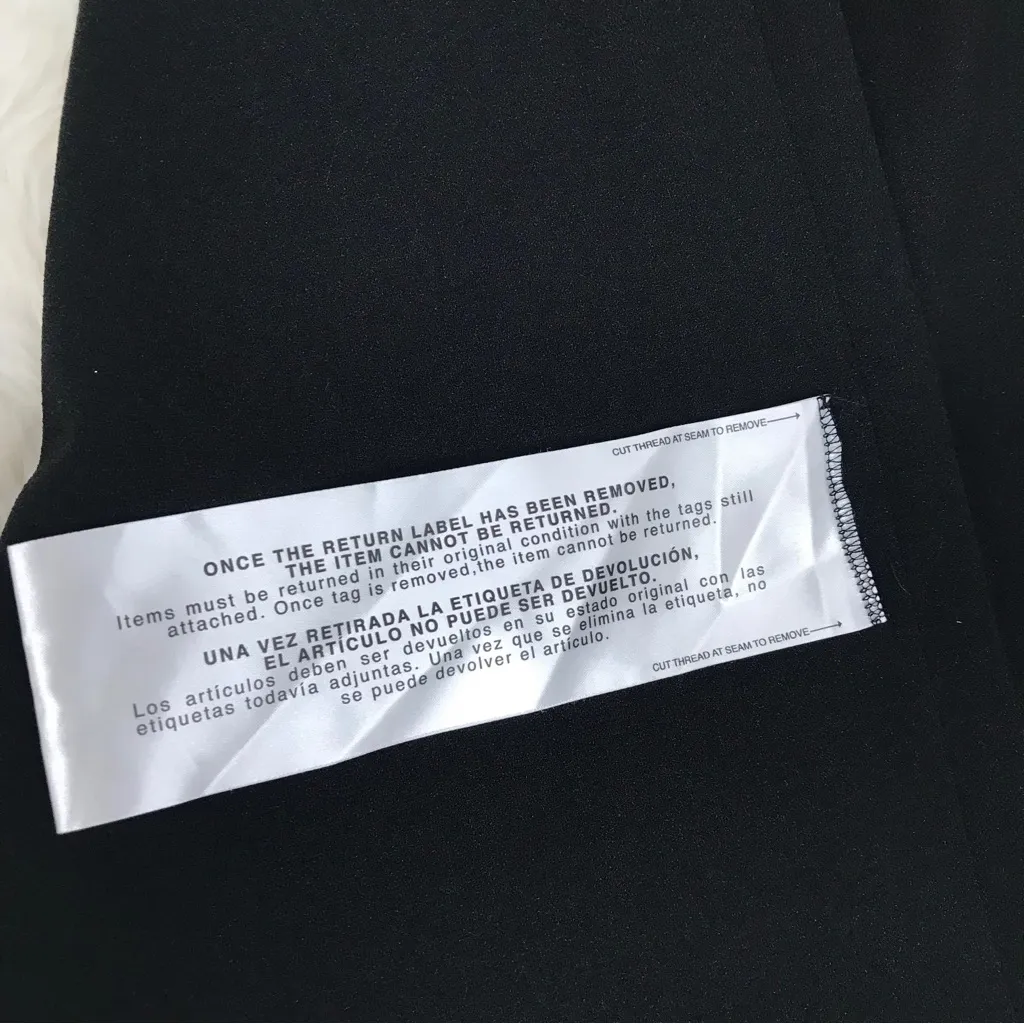 CUT THREAD AT SEAM TO REMOVE
ONCE THE RETURN LABEL HAS BEEN REMOVED,
THE ITEM CANNOT BE RETURNED.
Items must be returned in their original condition with the tags still
attached. Once tag is removed,the item cannot be returned.
UNA VEZ RETIRADA LA ETIQUETA DE DEVOLUCIÓN,
EL ARTÍCULO NO PUEDE SER DEVUELTO.
Los artículos deben ser devueltos en su estado original con las
etiquetas todavía adjuntas. Una vez que se elimina la etiqueta, no
se puede devolver el artículo.
CUT THREAD AT SEAM TO REMOVE